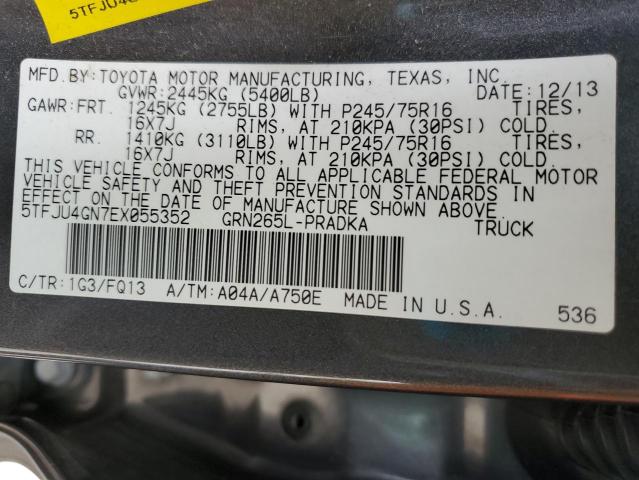 5TFJU4G
MFD.BY:TOYOTA MOTOR MANUFACTURING, TEXAS, INC.
GVWR:2445KG (5400LB) DATE:12/13
GAWR:FRT. 1245KG (2755LB) WITH P245/75R16 TIRES,
16X7J RIMS, AT 210KPA (30PSI) COLD.
RR. 1410KG (3110LB) WITH P245/75R16 TIRES,
16X7J RIMS, AT 210KPA (30PSI) COLD.
THIS VEHICLE CONFORMS TO ALL APPLICABLE FEDERAL MOTOR
VEHICLE SAFETY AND THEFT PREVENTION STANDARDS IN
EFFECT ON THE DATE OF MANUFACTURE SHOWN ABOVE.
5TFJU4GN7EX055352 GRN265L-PRADKA TRUCK
C/TR:1G3/FQ13 A/TM:A04A/A750E MADE IN U.S.A.
536